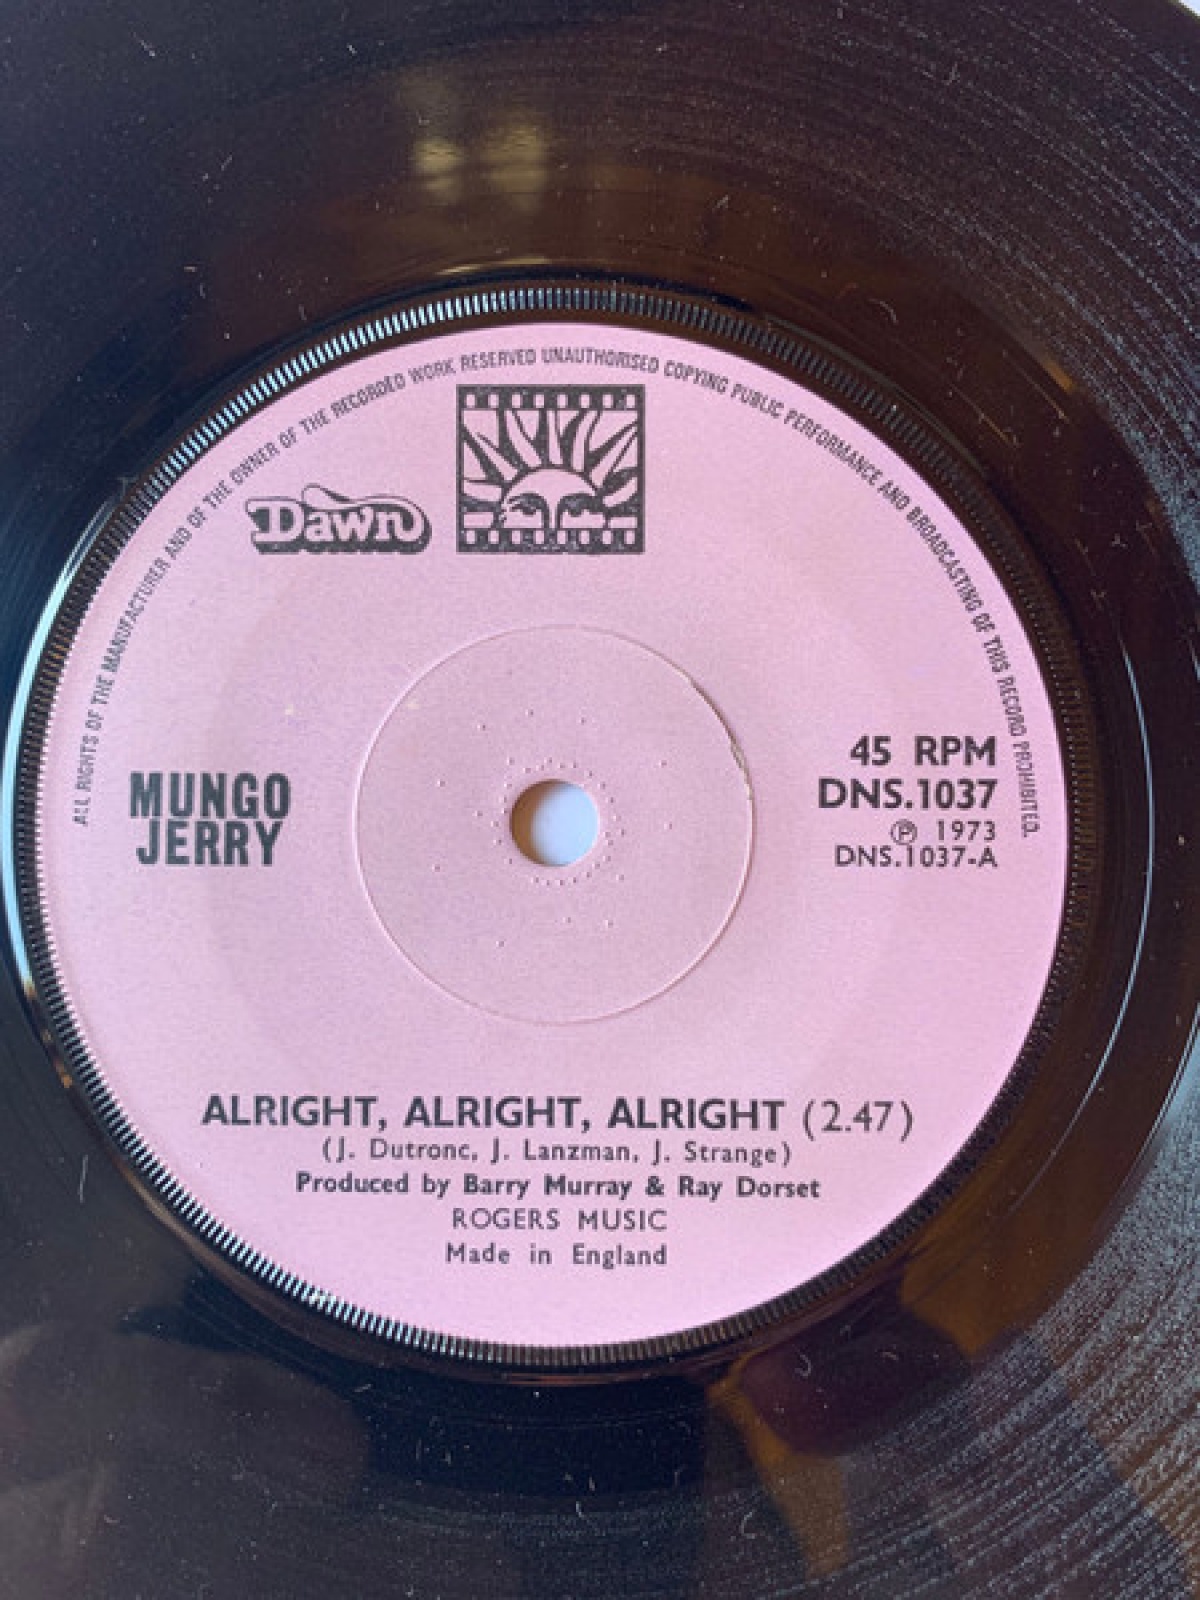 ALL RIGHTS OF THE MANUFACTURER AND OF THE OWNER OF THE RECORDED WORK RESERVED UNAUTHORISED COPYING PUBLIC PERFORMANCE AND BROADCASTING OF THIS RECORD PROHIBITED.
Dawn
MUNGO
JERRY
45 RPM
DNS.1037
℗ 1973
DNS.1037-A
ALRIGHT, ALRIGHT, ALRIGHT (2.47)
(J. Dutronc, J. Lanzman, J. Strange)
Produced by Barry Murray & Ray Dorset
ROGERS MUSIC
Made in England